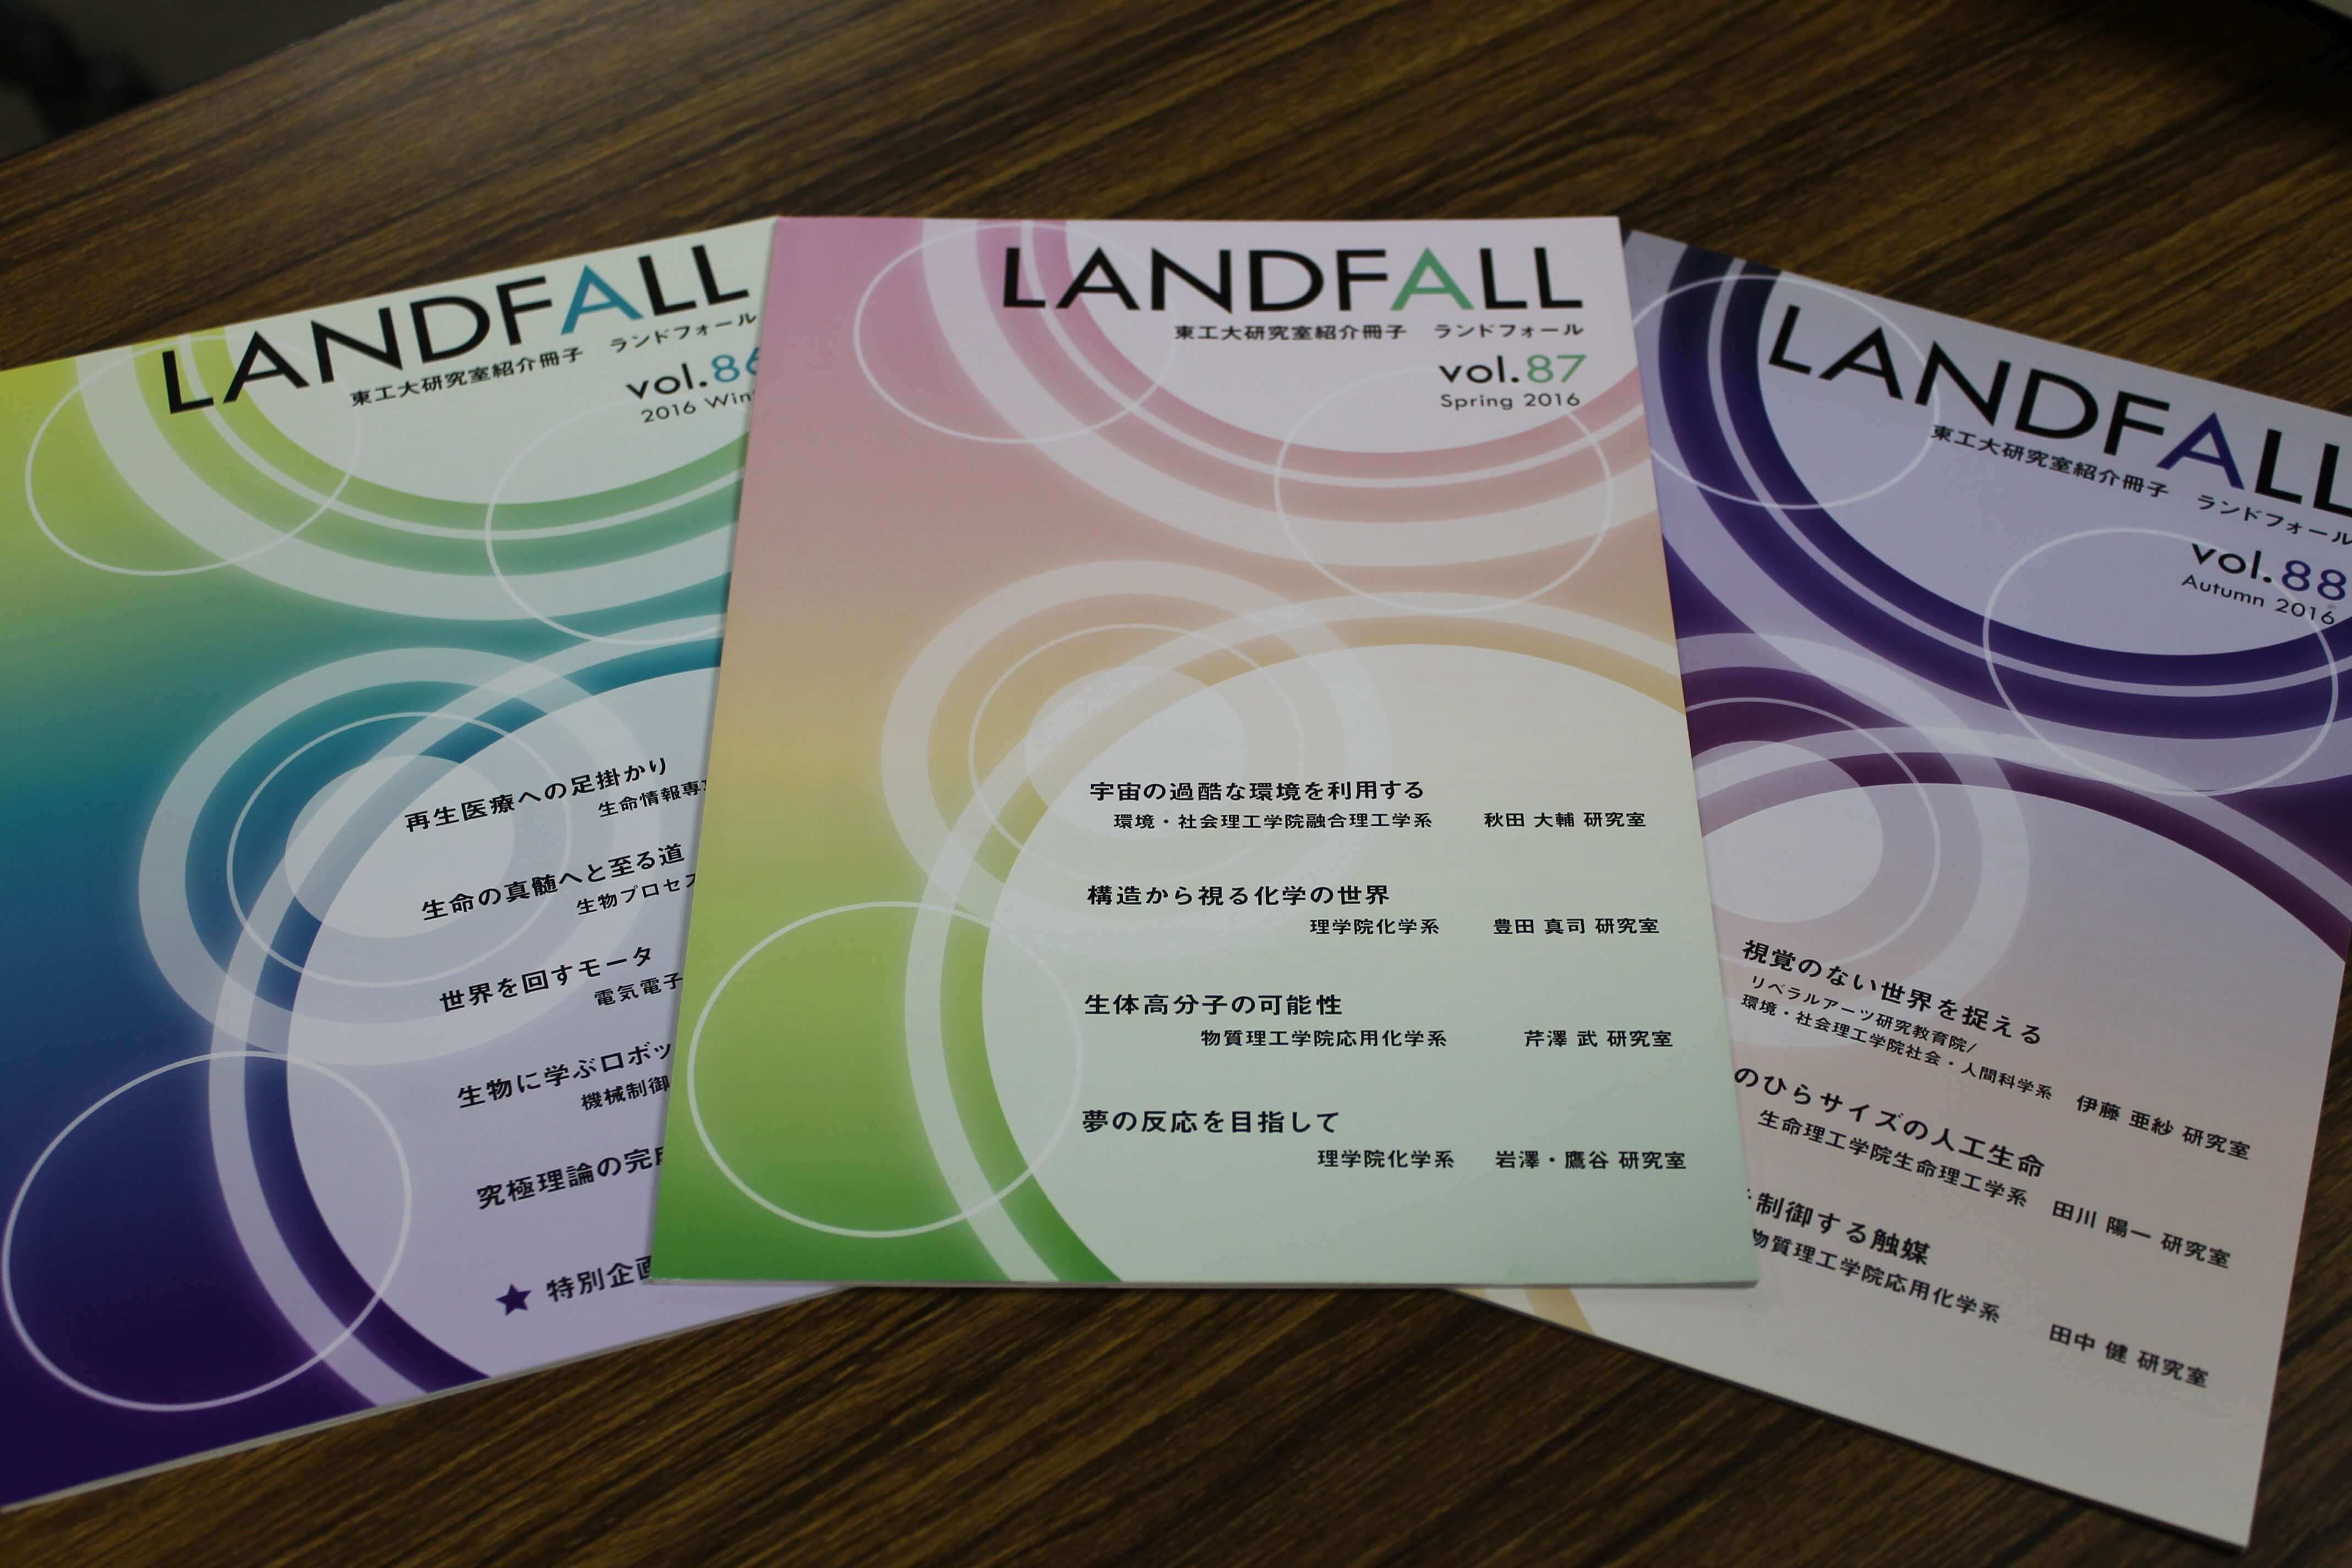 LANDFALL
東工大研究室紹介冊子 ランドフォール
vol.86
2016
再生医療への足掛かり
生命情報専
生命の真髄へと至る道
生物プロセス
世界を回すモータ
電気電子
生物に学ぶロボッ
機械制御
究極理論の完
★ 特別企画
LANDFALL
東工大研究室紹介冊子 ランドフォール
vol.87
Spring 2016
宇宙の過酷な環境を利用する
環境・社会理工学院融合理工学系 秋田 大輔 研究室
構造から視る化学の世界
理学院化学系 豊田 真司 研究室
生体高分子の可能性
物質理工学院応用化学系 芹澤 武 研究室
夢の反応を目指して
理学院化学系 岩澤・鷹谷 研究室
LANDFALL
東工大研究室紹介冊子 ランドフォール
vol.88
Autumn 2016
視覚のない世界を捉える
リベラルアーツ研究教育院/
環境・社会理工学院社会・人間科学系 伊藤 亜紗 研究室
のひらサイズの人工生命
生命理工学院生命理工学系 田川 陽一 研究室
制御する触媒
物質理工学院応用化学系 田中 健 研究室